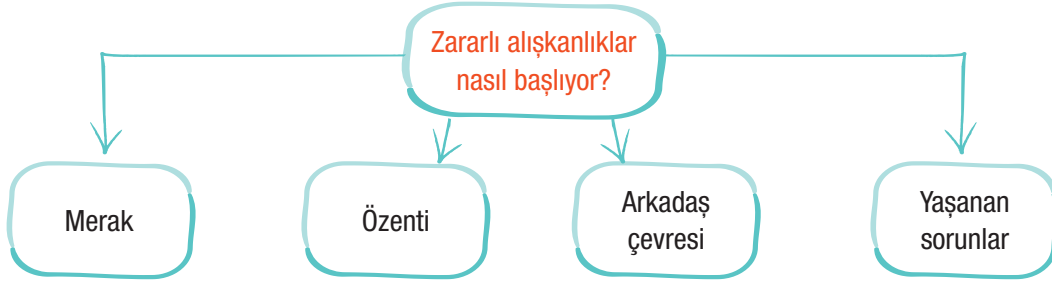 Zararlı alışkanlıklar
nasıl başlıyor?
Merak
Özenti
Arkadaş
çevresi
Yaşanan
sorunlar